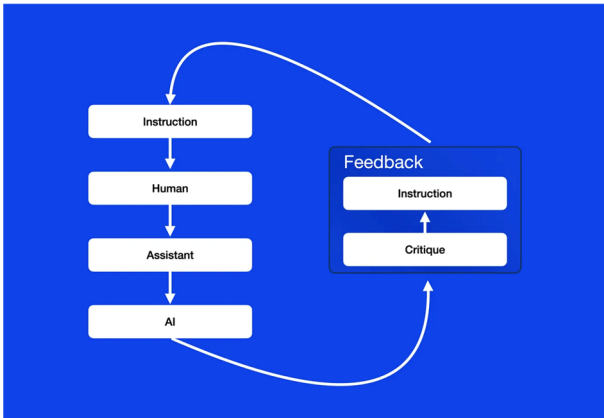 Instruction
Human
Assistant
AI
Feedback
Instruction
Critique